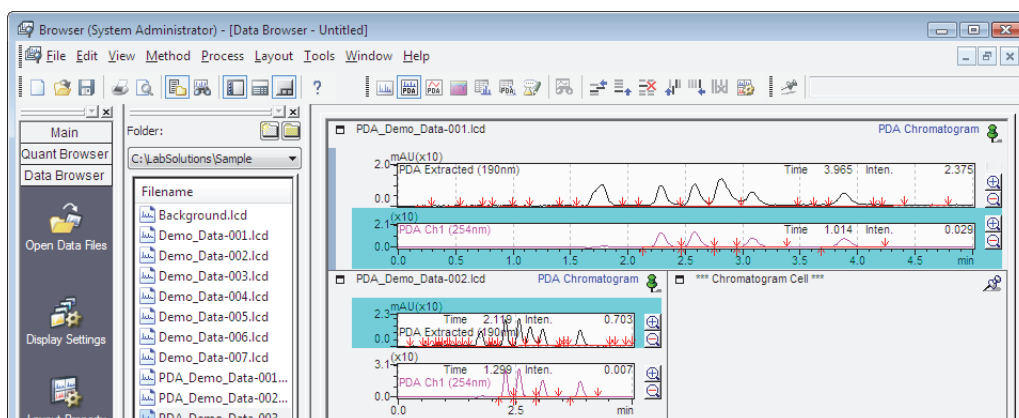 Browser (System Administrator) - [Data Browser - Untitled]
File Edit View Method Process Layout Tools Window Help
Main
Quant Browser
Data Browser
Open Data Files
Display Settings
Folder:
C:\LabSolutions\Sample
Filename
Background.lcd
Demo_Data-001.lcd
Demo_Data-002.lcd
Demo_Data-003.lcd
Demo_Data-004.lcd
Demo_Data-005.lcd
Demo_Data-006.lcd
Demo_Data-007.lcd
PDA_Demo_Data-001...
PDA_Demo_Data-002...
PDA_Demo_Data-003
PDA_Demo_Data-001.lcd PDA Chromatogram
mAU(x10)
2.0 PDA Extracted (190nm) Time 3.965 Inten. 2.375
0.0
(x10)
2.1 PDA Ch1 (254nm) Time 1.014 Inten. 0.029
0.0
0.0 0.5 1.0 1.5 2.0 2.5 3.0 3.5 4.0 4.5 min
PDA_Demo_Data-002.lcd PDA Chromatogram
mAU(x10)
2.3 Time 2.119 Inten. 0.703
PDA Extracted (190nm)
0.0
(x10)
3.1 Time 1.299 Inten. 0.007
PDA Ch1 (254nm)
0.0
0.0 2.5 min
*** Chromatogram Cell ***